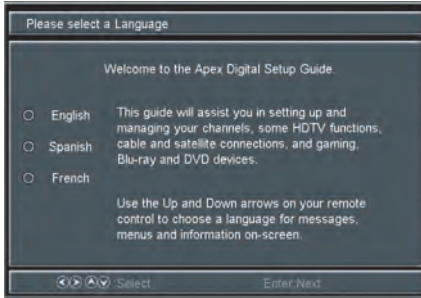 Please select a Language
Welcome to the Apex Digital Setup Guide.
English
Spanish
French
This guide will assist you in setting up and
managing your channels, some HDTV functions,
cable and satellite connections, and gaming,
Blu-ray and DVD devices.
Use the Up and Down arrows on your remote
control to choose a language for messages,
menus and information on-screen.
Select
Enter:Next